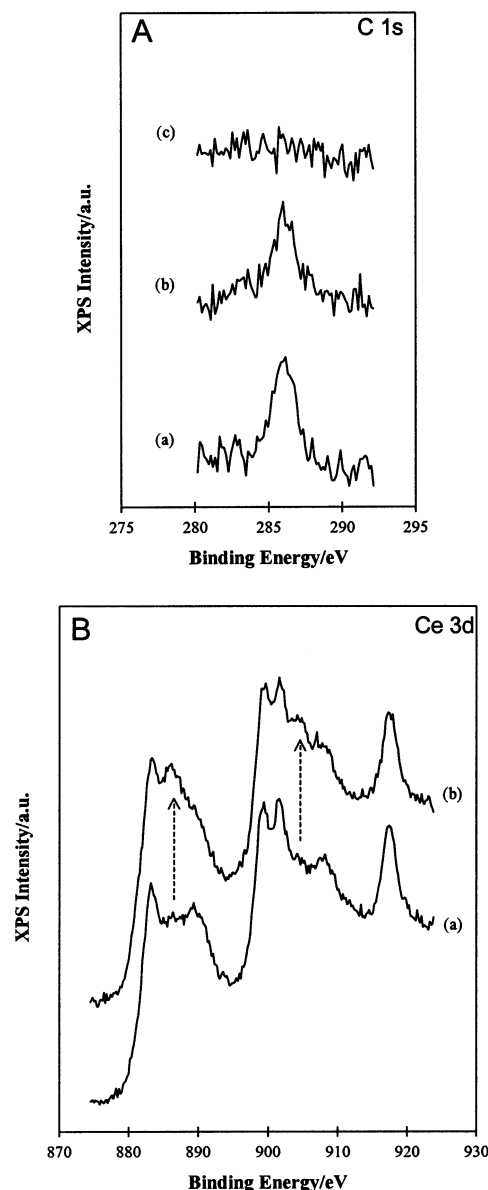 A
C 1s
(c)
(b)
(a)
XPS Intensity/a.u.
275 280 285 290 295
Binding Energy/eV
B
Ce 3d
(b)
(a)
XPS Intensity/a.u.
870 880 890 900 910 920 930
Binding Energy/eV